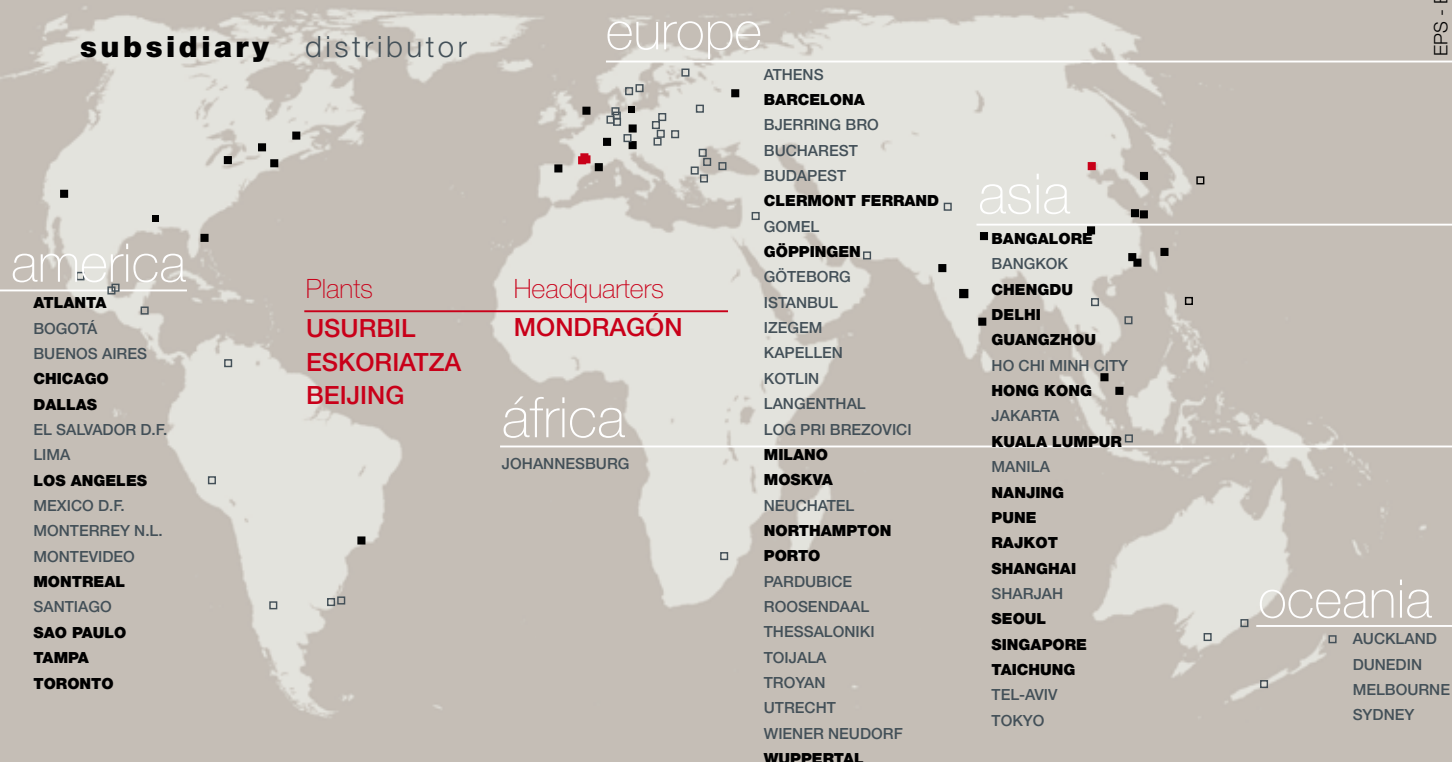 subsidiary distributor
EPS - E
europe
ATHENS
BARCELONA
BJERRING BRO
BUCHAREST
BUDAPEST
CLERMONT FERRAND
GOMEL
GÖPPINGEN
GÖTEBORG
ISTANBUL
IZEGEM
KAPELLEN
KOTLIN
LANGENTHAL
LOG PRI BREZOVICI
MILANO
MOSKVA
NEUCHATEL
NORTHAMPTON
PORTO
PARDUBICE
ROOSENDAAL
THESSALONIKI
TOIJALA
TROYAN
UTRECHT
WIENER NEUDORF
WUPPERTAL
asia
BANGALORE
BANGKOK
CHENGDU
DELHI
GUANGZHOU
HO CHI MINH CITY
HONG KONG
JAKARTA
KUALA LUMPUR
MANILA
NANJING
PUNE
RAJKOT
SHANGHAI
SHARJAH
SEOUL
SINGAPORE
TAICHUNG
TEL-AVIV
TOKYO
america
ATLANTA
BOGOTÁ
BUENOS AIRES
CHICAGO
DALLAS
EL SALVADOR D.F.
LIMA
LOS ANGELES
MEXICO D.F.
MONTERREY N.L.
MONTEVIDEO
MONTREAL
SANTIAGO
SAO PAULO
TAMPA
TORONTO
Plants
USURBIL
ESKORIATZA
BEIJING
Headquarters
MONDRAGÓN
áfrica
JOHANNESBURG
oceania
AUCKLAND
DUNEDIN
MELBOURNE
SYDNEY